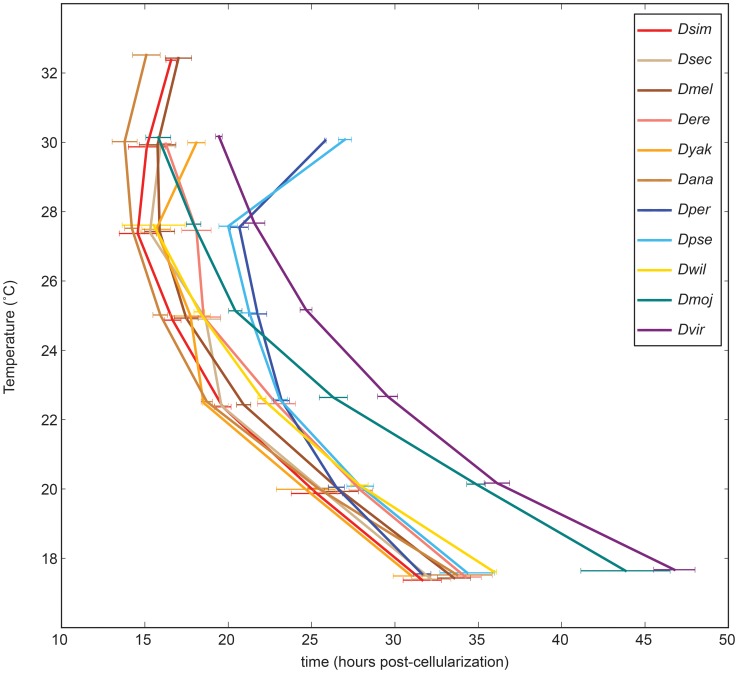 Dsim
Dsec
Dmel
Dere
Dyak
Dana
Dper
Dpse
Dwil
Dmoj
Dvir
Temperature (˚C)
32
30
28
26
24
22
20
18
10 15 20 25 30 35 40 45 50
time (hours post-cellularization)